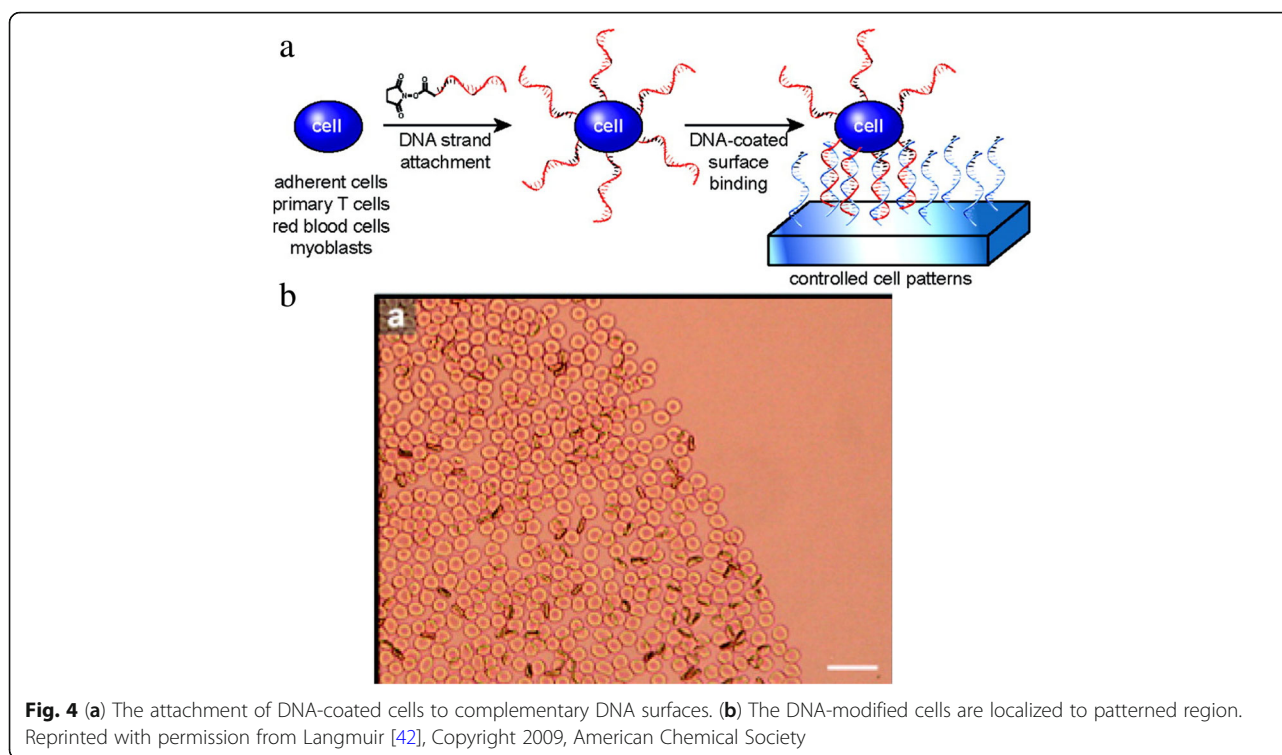 a
cell
DNA strand
attachment
adherent cells
primary T cells
red blood cells
myoblasts
cell
DNA-coated
surface
binding
cell
controlled cell patterns
b
a
Fig. 4 (a) The attachment of DNA-coated cells to complementary DNA surfaces. (b) The DNA-modified cells are localized to patterned region.
Reprinted with permission from Langmuir [42], Copyright 2009, American Chemical Society